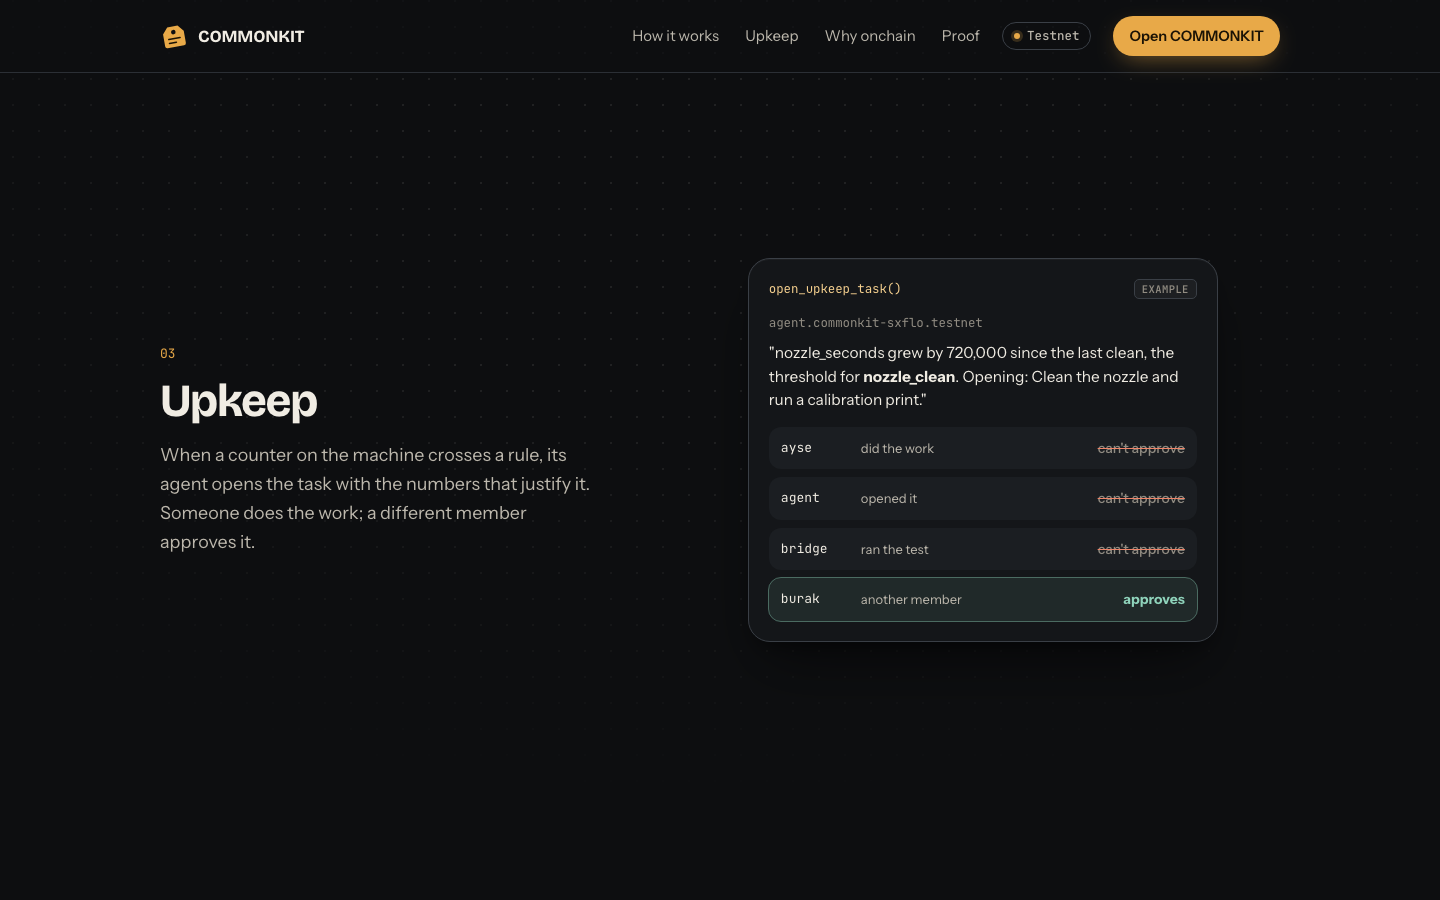 COMMONKIT
How it works
Upkeep
Why onchain
Proof
Testnet
Open COMMONKIT
03
Upkeep
When a counter on the machine crosses a rule, its
agent opens the task with the numbers that justify it.
Someone does the work; a different member
approves it.
open_upkeep_task()
EXAMPLE
agent.commonkit-sxflo.testnet
"nozzle_seconds grew by 720,000 since the last clean, the
threshold for nozzle_clean. Opening: Clean the nozzle and
run a calibration print."
ayse did the work can't approve
agent opened it can't approve
bridge ran the test can't approve
burak another member approves